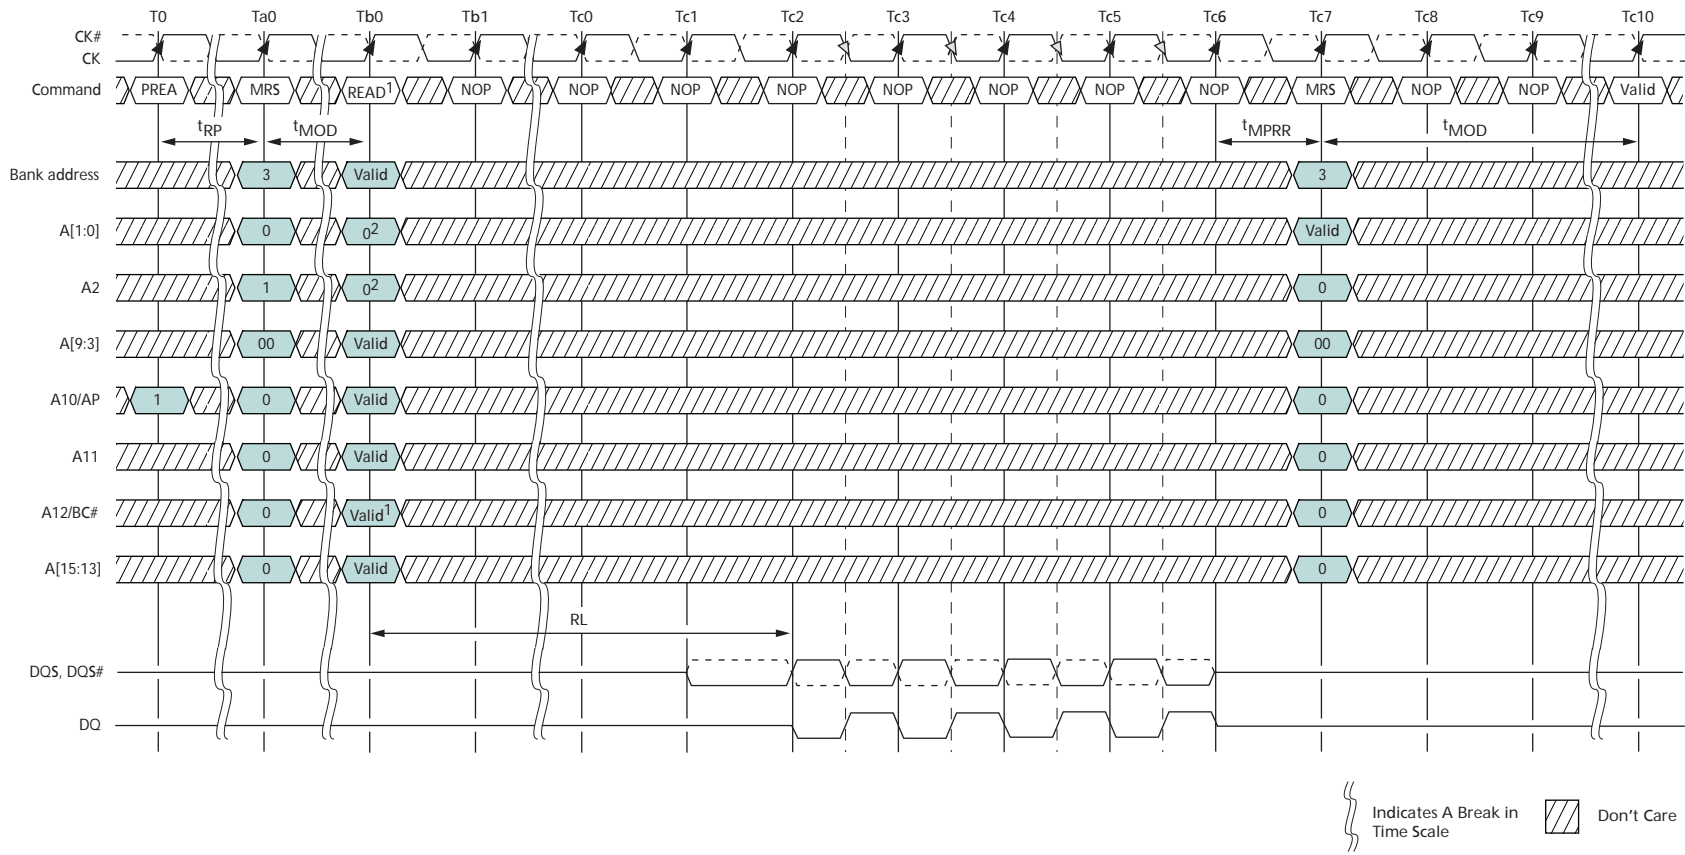 T0 Ta0 Tb0 Tb1 Tc0 Tc1 Tc2 Tc3 Tc4 Tc5 Tc6 Tc7 Tc8 Tc9 Tc10
CK#
CK
Command PREA MRS READ1 NOP NOP NOP NOP NOP NOP NOP NOP MRS NOP NOP Valid
tRP tMOD tMPRR tMOD
Bank address 3 Valid 3
A[1:0] 0 02 Valid
A2 1 02 0
A[9:3] 00 Valid 00
A10/AP 1 0 Valid 0
A11 0 Valid 0
A12/BC# 0 Valid1 0
A[15:13] 0 Valid 0
RL
DQS, DQS#
DQ
Indicates A Break in
Time Scale
Don't Care